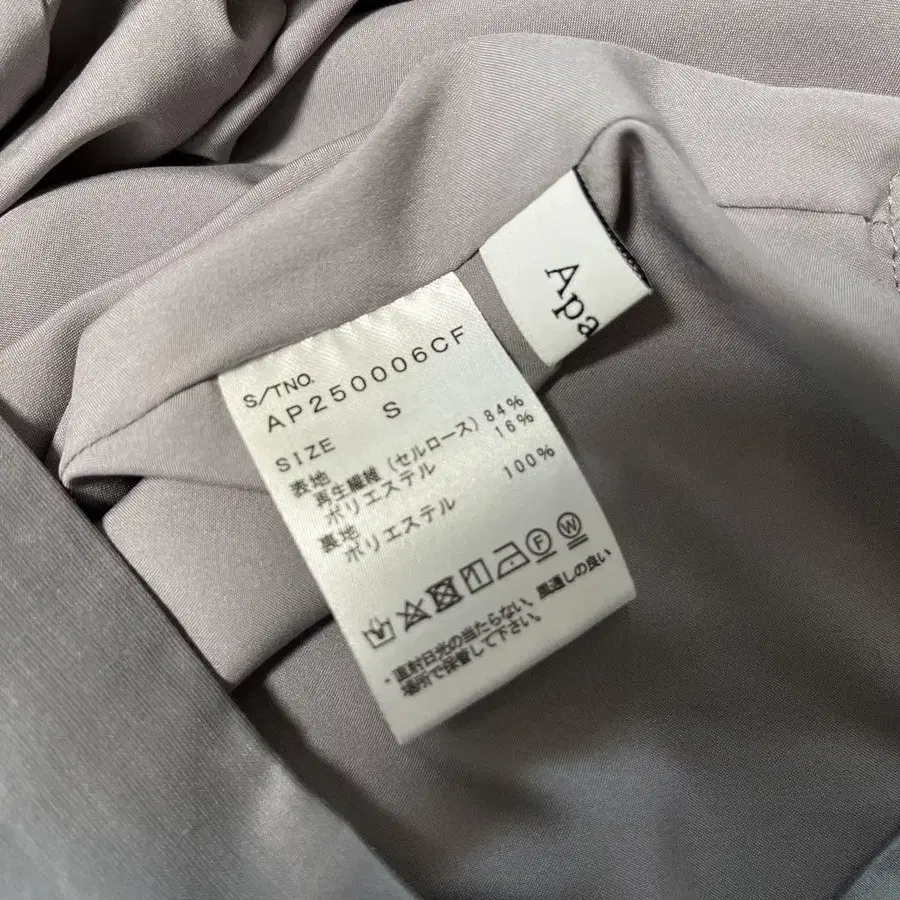 Apa
S/TNO.
AP250006CF
SIZE S
表地
再生繊維 (セルロース) 84%
ポリエステル 16%
裏地
ポリエステル 100%
F W
・直射日光の当たらない、風通しの良い
場所で保管して下さい。